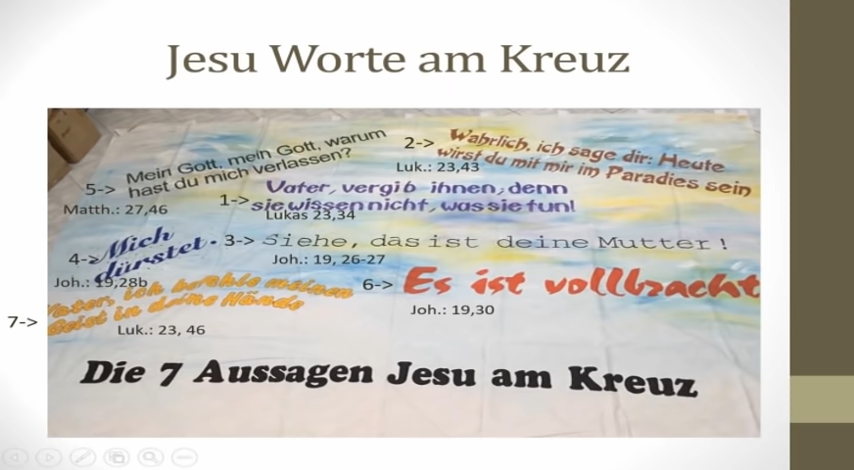 Jesu Worte am Kreuz
5-> Mein Gott, mein Gott, warum
hast du mich verlassen?
Matth.: 27,46
2-> Wahrlich, ich sage dir: Heute
wirst du mit mir im Paradies sein
Luk.: 23,43
1-> Vater, vergib ihnen, denn
sie wissen nicht, was sie tun!
Lukas 23,34
4-> Mich
dürstet.
Joh.: 19,28b
3-> Siehe, das ist deine Mutter!
Joh.: 19, 26-27
6-> Es ist vollbracht
Joh.: 19,30
7-> Vater, ich befehle meinen
Geist in deine Hände
Luk.: 23, 46
Die 7 Aussagen Jesu am Kreuz